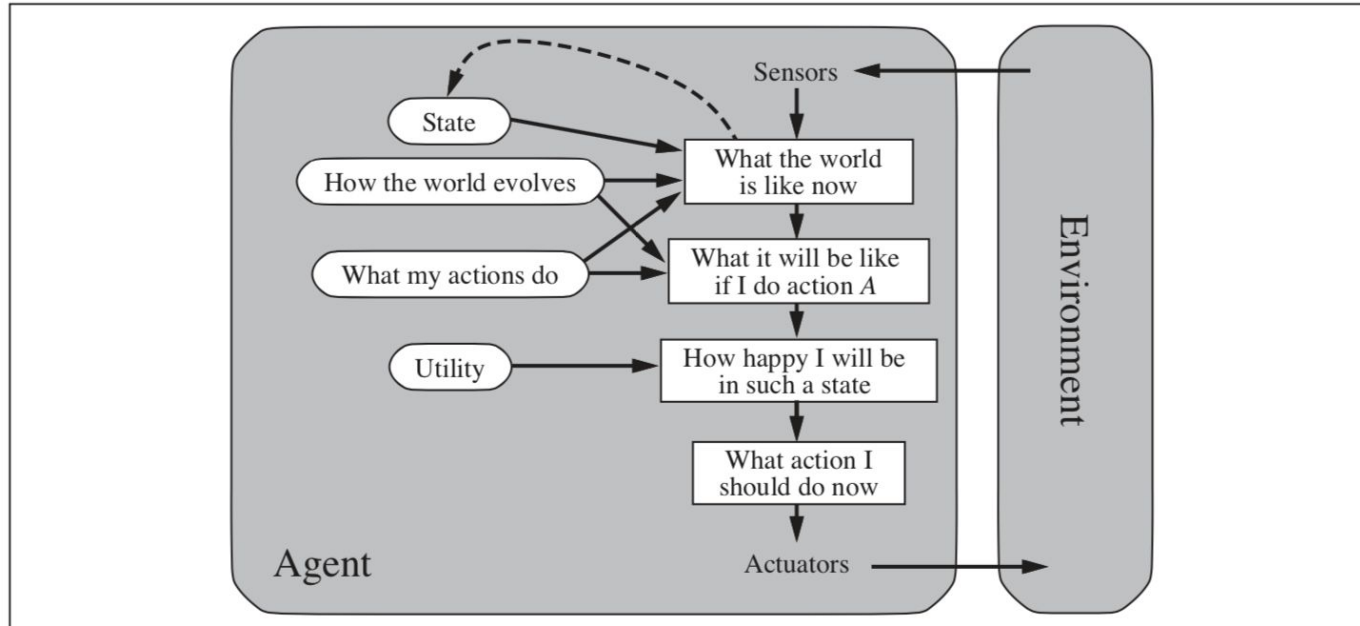 Sensors
State
What the world
is like now
How the world evolves
What it will be like
if I do action A
What my actions do
How happy I will be
in such a state
Utility
What action I
should do now
Agent
Actuators
Environment